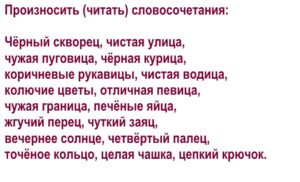 Произносить (читать) словосочетания:
Чёрный скворец, чистая улица,
чужая пуговица, чёрная курица,
коричневые рукавицы, чистая водица,
колючие цветы, отличная певица,
чужая граница, печёные яйца,
жгучий перец, чуткий заяц,
вечернее солнце, четвёртый палец,
точёное кольцо, целая чашка, цепкий крючок.